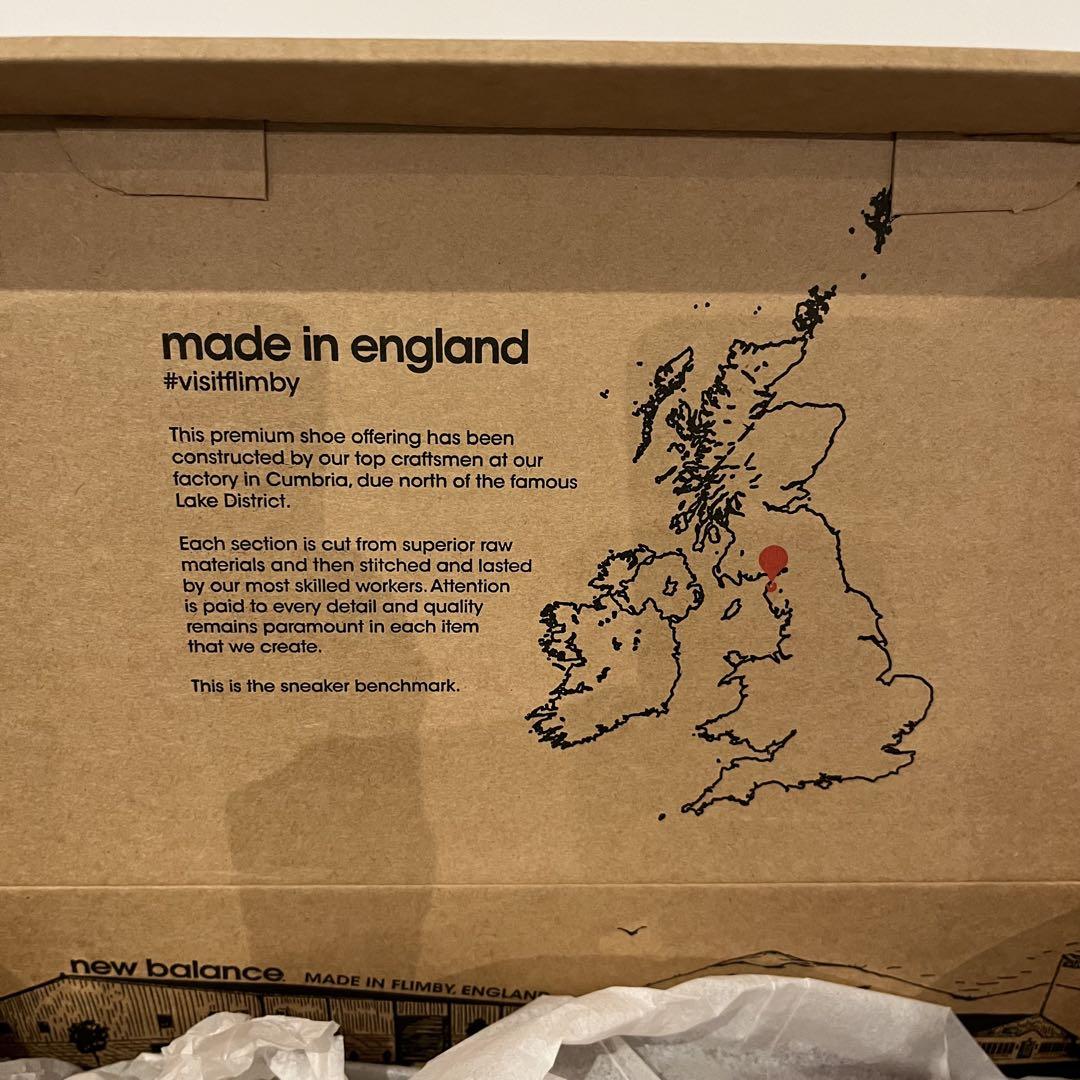 made in england
#visitflimby
This premium shoe offering has been
constructed by our top craftsmen at our
factory in Cumbria, due north of the famous
Lake District.
Each section is cut from superior raw
materials and then stitched and lasted
by our most skilled workers. Attention
is paid to every detail and quality
remains paramount in each item
that we create.
This is the sneaker benchmark.
new balance.
MADE IN FLIMBY, ENGLAND